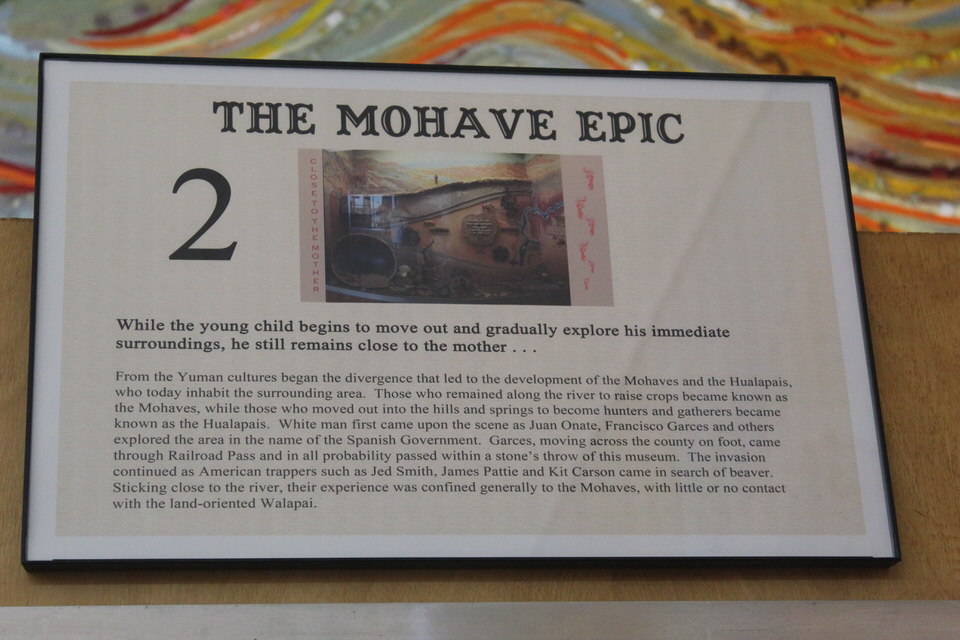 THE MOHAVE EPIC
2
CLOSE TO THE MOTHER
While the young child begins to move out and gradually explore his immediate
surroundings, he still remains close to the mother . . .
From the Yuman cultures began the divergence that led to the development of the Mohaves and the Hualapais,
who today inhabit the surrounding area. Those who remained along the river to raise crops became known as
the Mohaves, while those who moved out into the hills and springs to become hunters and gatherers became
known as the Hualapais. White man first came upon the scene as Juan Onate, Francisco Garces and others
explored the area in the name of the Spanish Government. Garces, moving across the county on foot, came
through Railroad Pass and in all probability passed within a stone's throw of this museum. The invasion
continued as American trappers such as Jed Smith, James Pattie and Kit Carson came in search of beaver.
Sticking close to the river, their experience was confined generally to the Mohaves, with little or no contact
with the land-oriented Walapai.